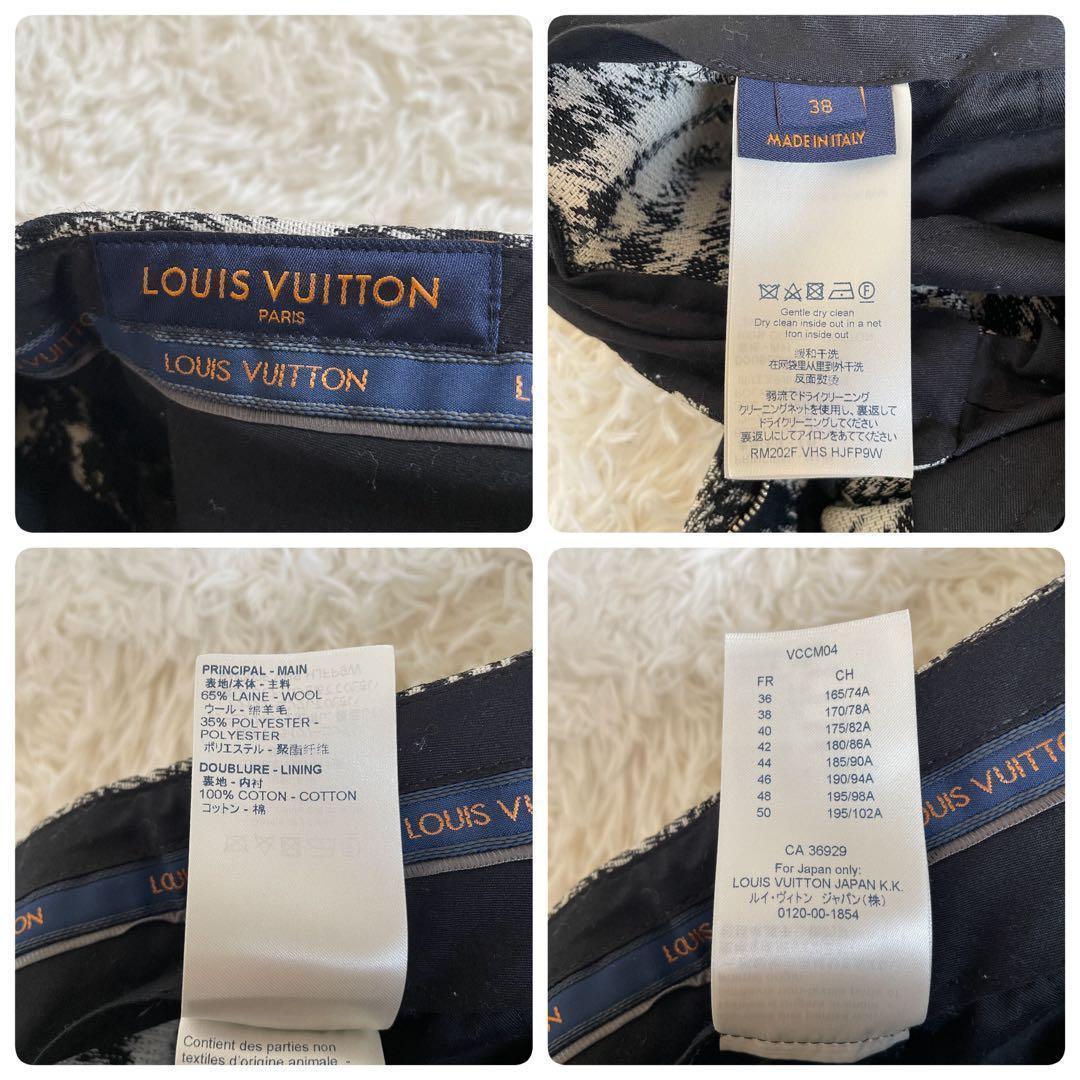 LOUIS VUITTON
PARIS
VUITTON
LOUIS VUITTON
L
38
MADE IN ITALY
Gentle dry clean
Dry clean inside out in a net
Iron inside out
缓和干洗
在网袋里从里到外干洗
反面熨烫
弱流でドライクリーニング
クリーニングネットを使用し、裏返して
ドライクリーニングしてください
裏返しにしてアイロンをあててください
RM202F VHS HJFP9W
PRINCIPAL - MAIN
表地/本体 - 主料
65% LAINE - WOOL
ウール - 绵羊毛
35% POLYESTER -
POLYESTER
ポリエステル - 聚酯纤维
DOUBLURE - LINING
裏地 - 内衬
100% COTON - COTTON
コットン - 棉
LOUIS VU
LOU
TON
Contient des parties non
textiles d'origine animale. -
VCCM04
FR CH
36 165/74A
38 170/78A
40 175/82A
42 180/86A
44 185/90A
46 190/94A
48 195/98A
50 195/102A
CA 36929
For Japan only:
LOUIS VUITTON JAPAN K.K.
ルイ・ヴィトン ジャパン(株)
0120-00-1854
LOUIS VUITTO
LOUIS
TON